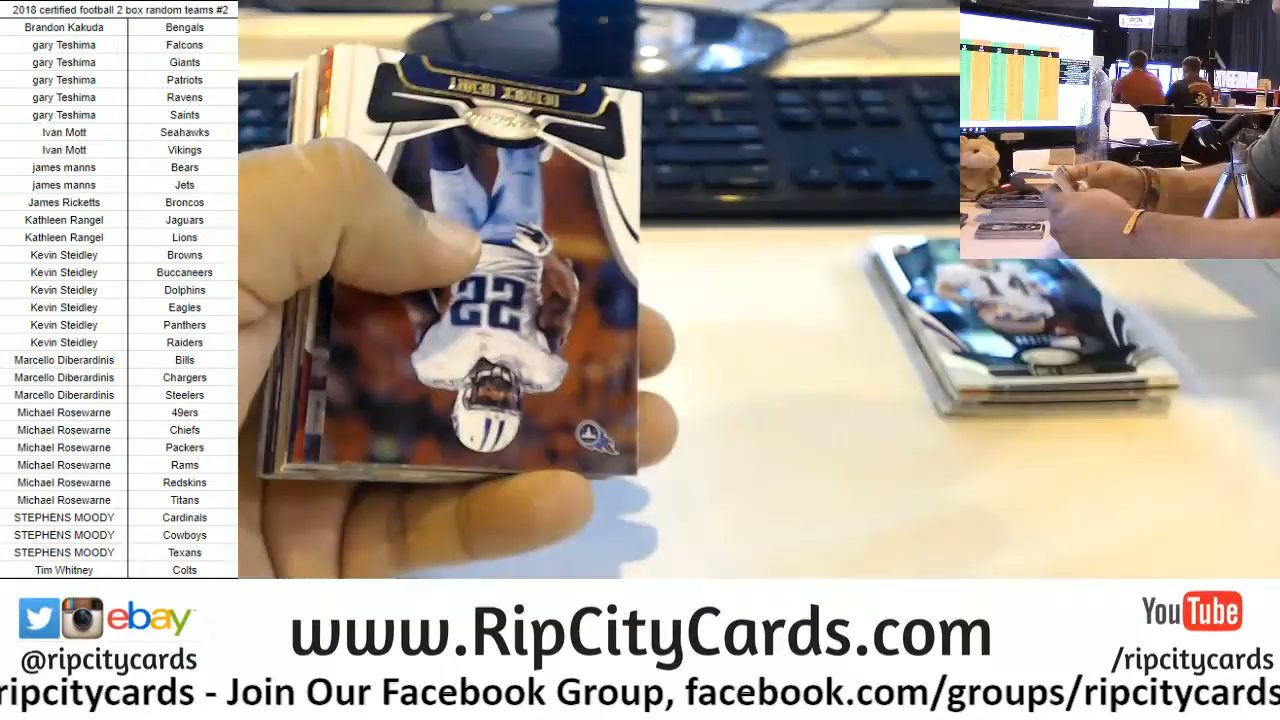 2018 certified football 2 box random teams #2
Brandon Kakuda Bengals
gary Teshima Falcons
gary Teshima Giants
gary Teshima Patriots
gary Teshima Ravens
gary Teshima Saints
Ivan Mott Seahawks
Ivan Mott Vikings
james manns Bears
james manns Jets
James Ricketts Broncos
Kathleen Rangel Jaguars
Kathleen Rangel Lions
Kevin Steidley Browns
Kevin Steidley Buccaneers
Kevin Steidley Dolphins
Kevin Steidley Eagles
Kevin Steidley Panthers
Kevin Steidley Raiders
Marcello Diberardinis Bills
Marcello Diberardinis Chargers
Marcello Diberardinis Steelers
Michael Rosewarne 49ers
Michael Rosewarne Chiefs
Michael Rosewarne Packers
Michael Rosewarne Rams
Michael Rosewarne Redskins
Michael Rosewarne Titans
STEPHENS MOODY Cardinals
STEPHENS MOODY Cowboys
STEPHENS MOODY Texans
Tim Whitney Colts
DERRICK HENRY
22
14
ebay
@ripcitycards
www.RipCityCards.com
YouTube
/ripcitycards
ripcitycards - Join Our Facebook Group, facebook.com/groups/ripcitycards